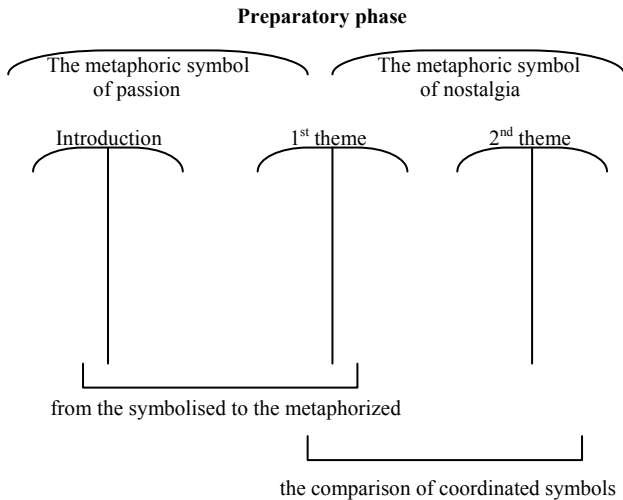 Preparatory phase
The metaphoric symbol
of passion
The metaphoric symbol
of nostalgia
Introduction
1st theme
2nd theme
from the symbolised to the metaphorized
the comparison of coordinated symbols